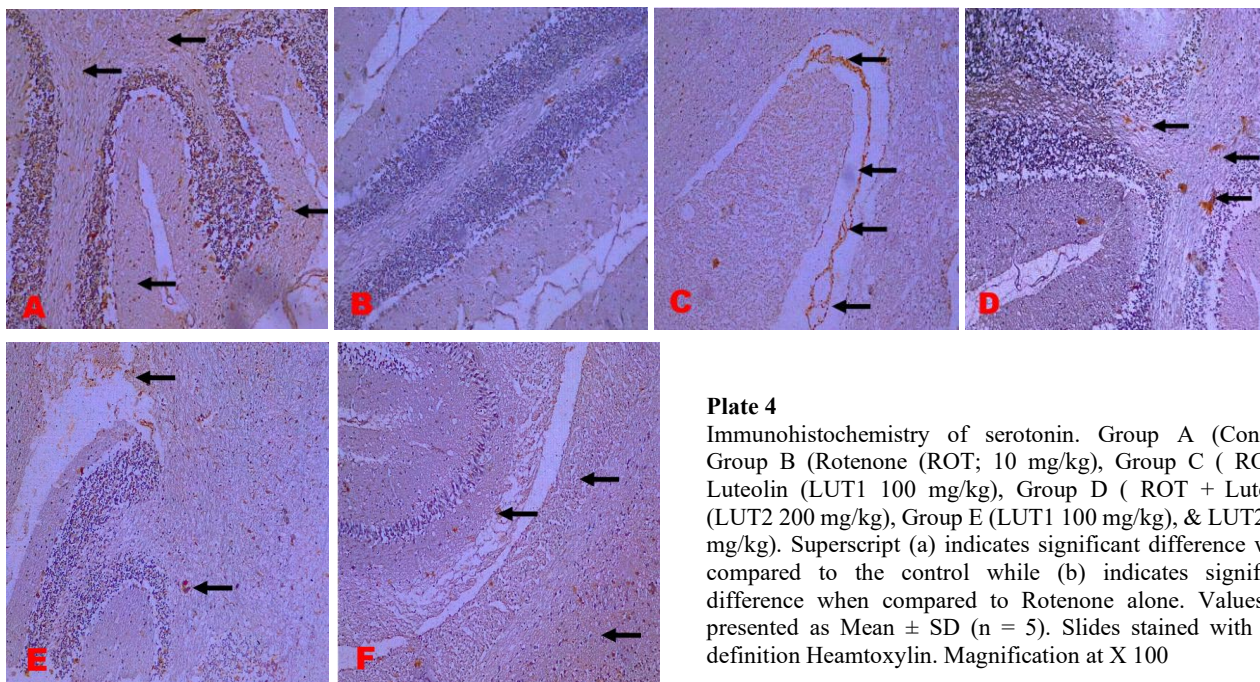 A
B
C
D
E
F
Plate 4
Immunohistochemistry of serotonin. Group A (Con
Group B (Rotenone (ROT; 10 mg/kg), Group C ( RO
Luteolin (LUT1 100 mg/kg), Group D ( ROT + Lute
(LUT2 200 mg/kg), Group E (LUT1 100 mg/kg), & LUT2
mg/kg). Superscript (a) indicates significant difference w
compared to the control while (b) indicates signif
difference when compared to Rotenone alone. Values
presented as Mean ± SD (n = 5). Slides stained with
definition Heamtoxylin. Magnification at X 100